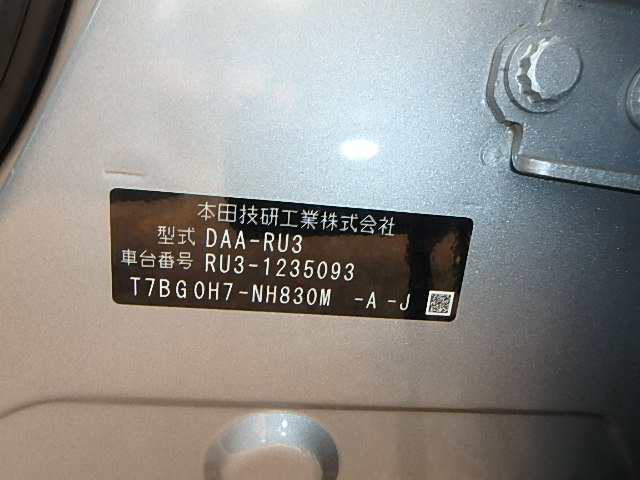 本田技研工業株式会社
型式 DAA-RU3
車台番号 RU3-1235093
T7BG0H7-NH830M -A-J